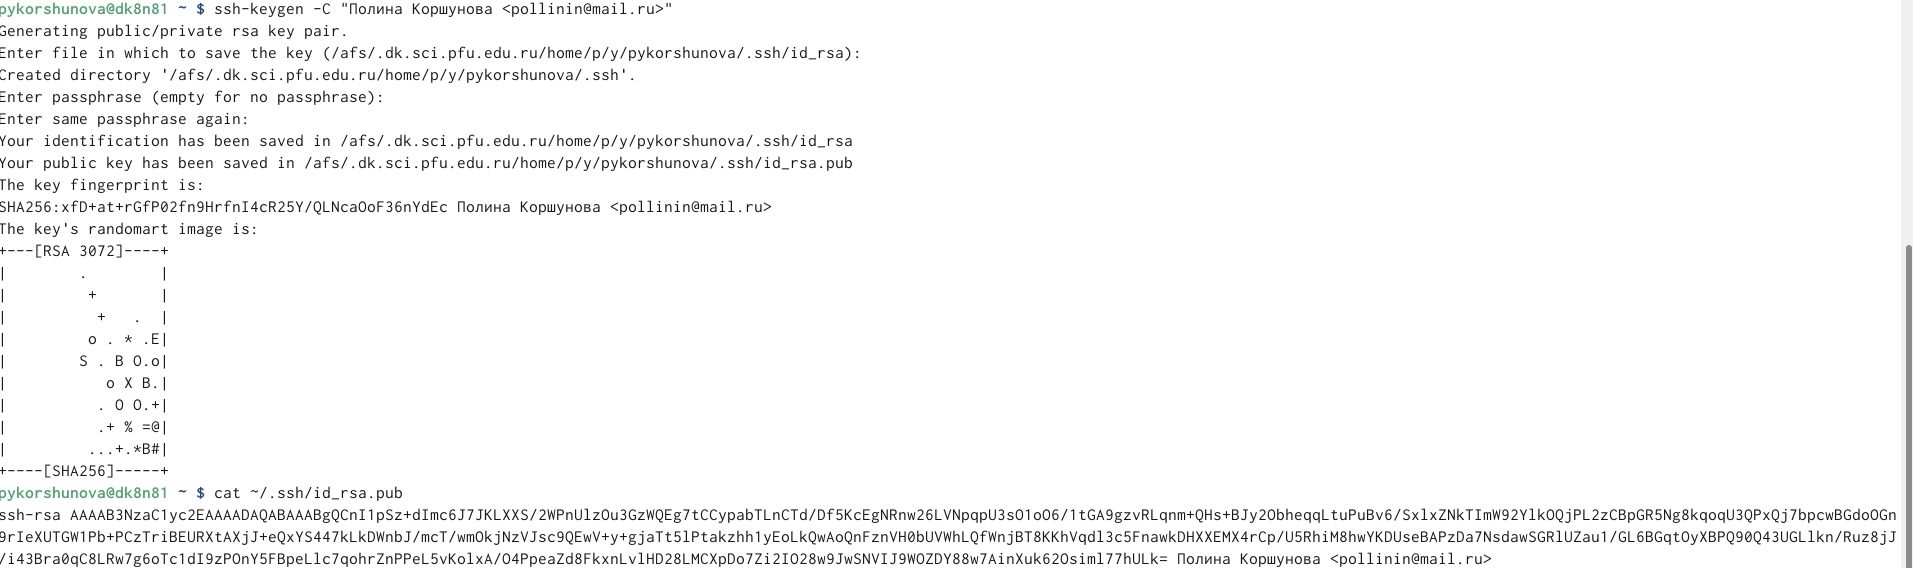 pykorshunova@dk8n81 ~ $ ssh-keygen -C "Полина Коршунова <pollinin@mail.ru>"
Generating public/private rsa key pair.
Enter file in which to save the key (/afs/.dk.sci.pfu.edu.ru/home/p/y/pykorshunova/.ssh/id_rsa):
Created directory '/afs/.dk.sci.pfu.edu.ru/home/p/y/pykorshunova/.ssh'.
Enter passphrase (empty for no passphrase):
Enter same passphrase again:
Your identification has been saved in /afs/.dk.sci.pfu.edu.ru/home/p/y/pykorshunova/.ssh/id_rsa
Your public key has been saved in /afs/.dk.sci.pfu.edu.ru/home/p/y/pykorshunova/.ssh/id_rsa.pub
The key fingerprint is:
SHA256:xfD+at+rGfP02fn9HrfnI4cR25Y/QLNcaOoF36nYdEc Полина Коршунова <pollinin@mail.ru>
The key's randomart image is:
+---[RSA 3072]----+
|        .        |
|         +       |
|          +   .  |
|         o . * .E|
|        S . B O.o|
|           o X B.|
|          . O O.+|
|          .+ % =@|
|         ...+.*B#|
+----[SHA256]-----+
pykorshunova@dk8n81 ~ $ cat ~/.ssh/id_rsa.pub
ssh-rsa AAAAB3NzaC1yc2EAAAADAQABAAABgQCnI1pSz+dImc6J7JKLXXS/2WPnUlzOu3GzWQEg7tCCypabTLnCTd/Df5KcEgNRnw26LVNpqpU3sO1oO6/1tGA9gzvRLqnm+QHs+BJy2ObheqqLtuPuBv6/SxlxZNkTImW92YlkOQjPL2zCBpGR5Ng8kqoqU3QPxQj7bpcwBGdoOGn
9rIeXUTGW1Pb+PCzTriBEURXtAXjJ+eQxYS447kLkDWnbJ/mcT/wmOkjNzVJsc9QEwV+y+gjaTt5lPtakzhh1yEoLkQwAoQnFznVH0bUVWhLQfWnjBT8KKhVqdl3c5FnawkDHXXEMX4rCp/U5RhiM8hwYKDUseBAPzDa7NsdawSGRlUZau1/GL6BGqtOyXBPQ90Q43UGLlkn/Ruz8jJ
/i43Bra0qC8LRw7g6oTc1dI9zPOnY5FBpeLlc7qohrZnPPeL5vKolxA/O4PpeaZd8FkxnLvlHD28LMCXpDo7Zi2IO28w9JwSNVIJ9WOZDY88w7AinXuk62Osiml77hULk= Полина Коршунова <pollinin@mail.ru>